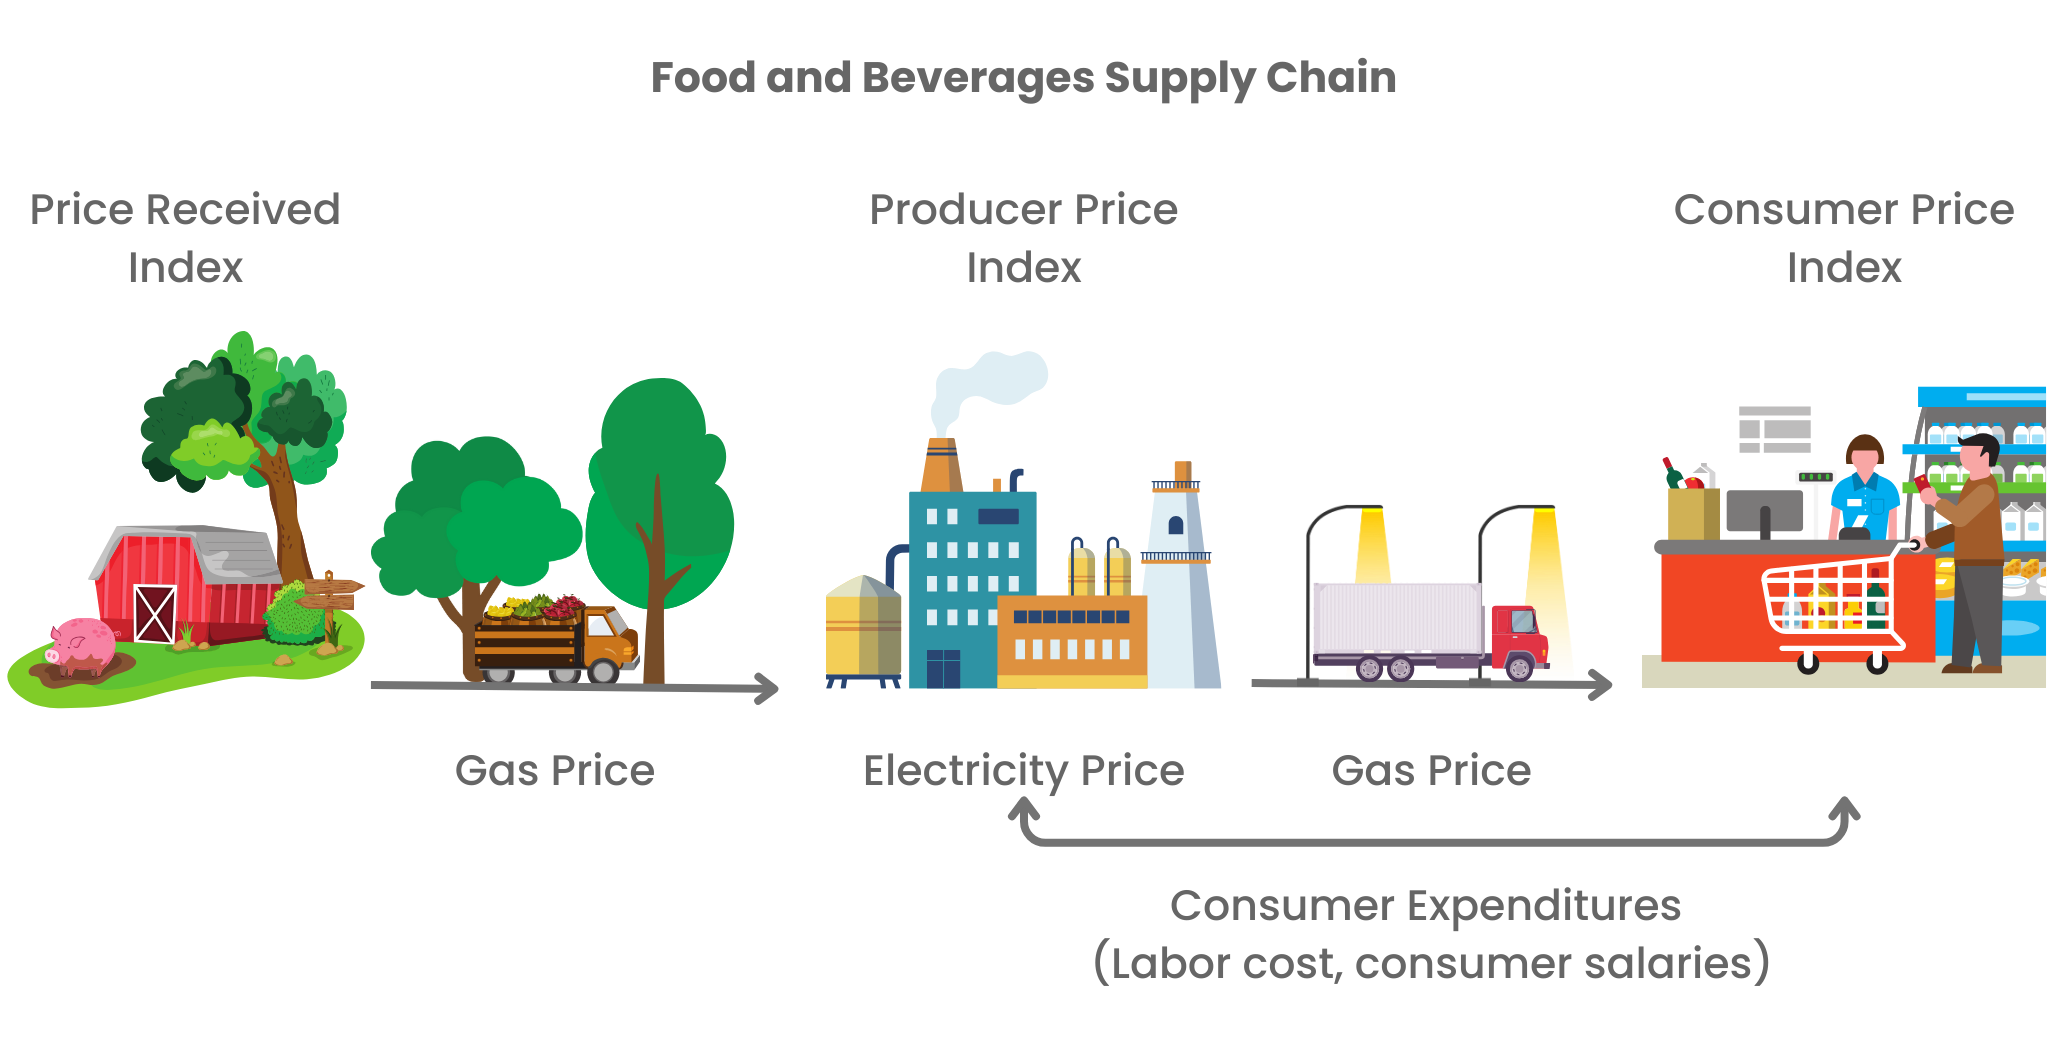 Food and Beverages Supply Chain
Price Received
Index
Producer Price
Index
Consumer Price
Index
Gas Price
Electricity Price
Gas Price
Consumer Expenditures
(Labor cost, consumer salaries)